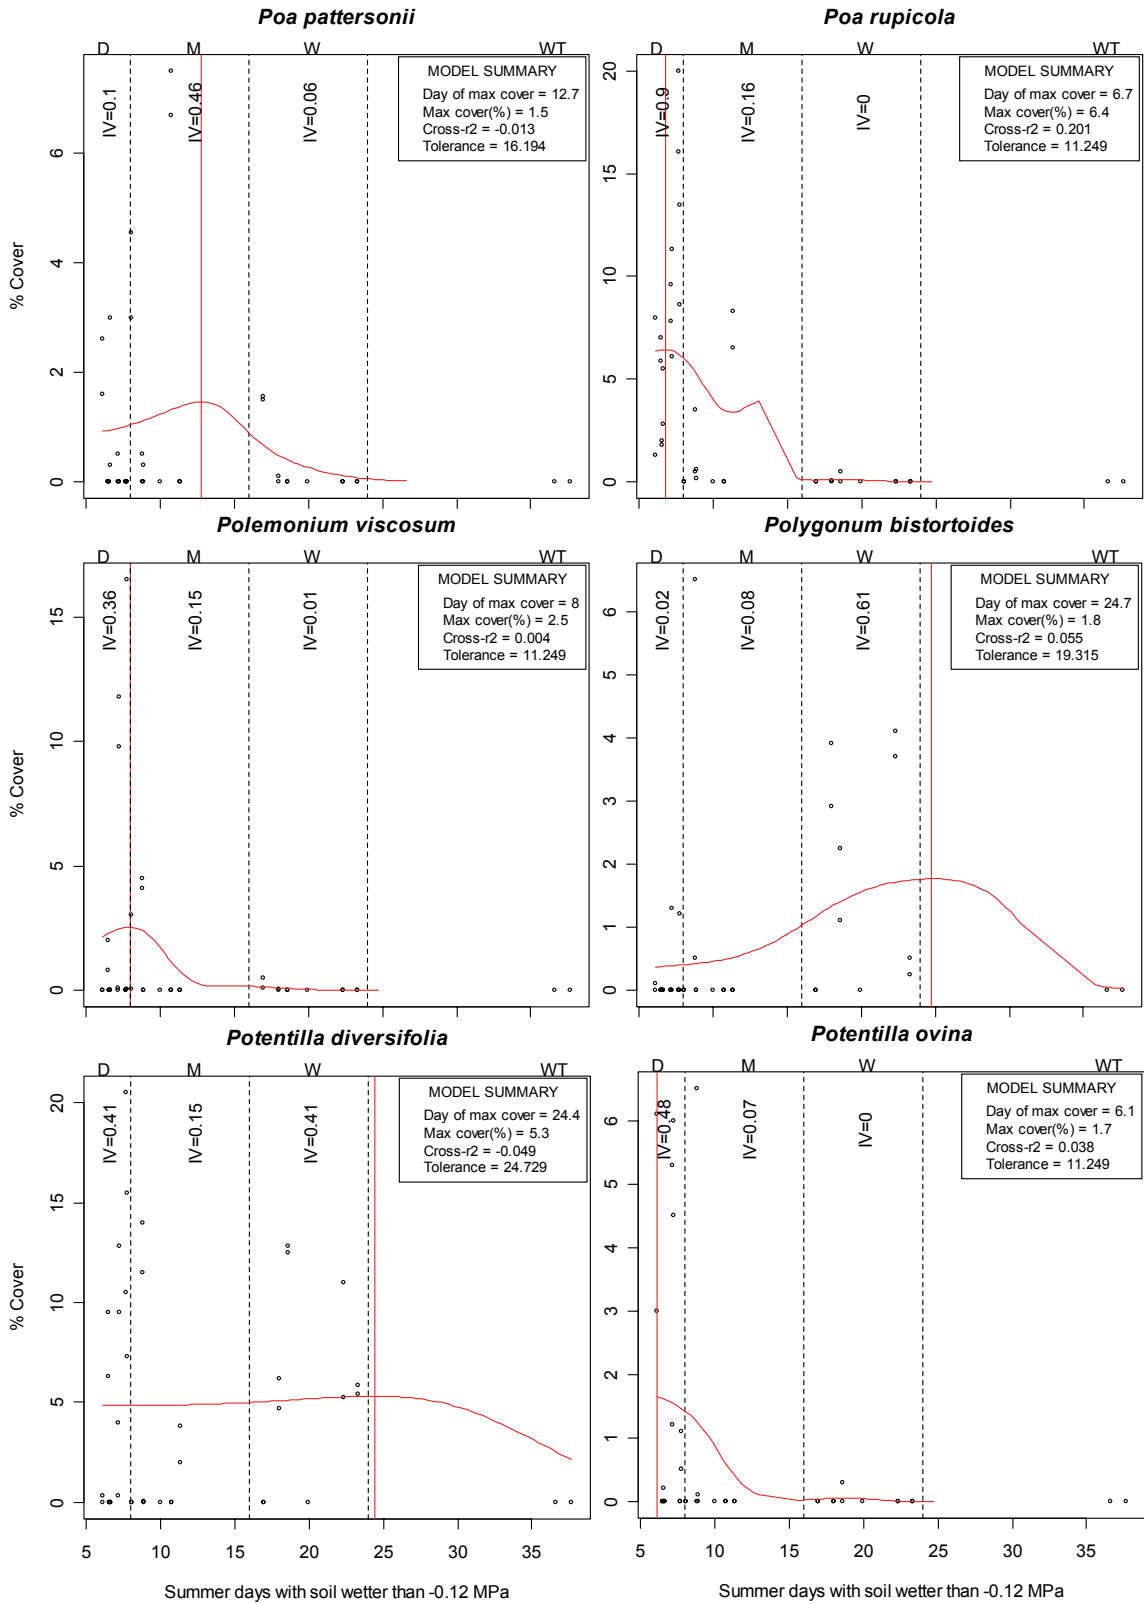 Poa pattersonii
D M W WT
IV=0.1
IV=0.46
IV=0.06
MODEL SUMMARY
Day of max cover = 12.7
Max cover(%) = 1.5
Cross-r2 = -0.013
Tolerance = 16.194
% Cover
6
4
2
0
Poa rupicola
D M W WT
IV=0.9
IV=0.16
IV=0
MODEL SUMMARY
Day of max cover = 6.7
Max cover(%) = 6.4
Cross-r2 = 0.201
Tolerance = 11.249
20
15
10
5
0
Polemonium viscosum
D M W WT
IV=0.36
IV=0.15
IV=0.01
MODEL SUMMARY
Day of max cover = 8
Max cover(%) = 2.5
Cross-r2 = 0.004
Tolerance = 11.249
% Cover
15
10
5
0
Polygonum bistortoides
D M W WT
IV=0.02
IV=0.08
IV=0.61
MODEL SUMMARY
Day of max cover = 24.7
Max cover(%) = 1.8
Cross-r2 = 0.055
Tolerance = 19.315
6
5
4
3
2
1
0
Potentilla diversifolia
D M W WT
IV=0.41
IV=0.15
IV=0.41
MODEL SUMMARY
Day of max cover = 24.4
Max cover(%) = 5.3
Cross-r2 = -0.049
Tolerance = 24.729
% Cover
20
15
10
5
0
5 10 15 20 25 30 35
Summer days with soil wetter than -0.12 MPa
Potentilla ovina
D M W WT
IV=0.48
IV=0.07
IV=0
MODEL SUMMARY
Day of max cover = 6.1
Max cover(%) = 1.7
Cross-r2 = 0.038
Tolerance = 11.249
6
5
4
3
2
1
0
5 10 15 20 25 30 35
Summer days with soil wetter than -0.12 MPa